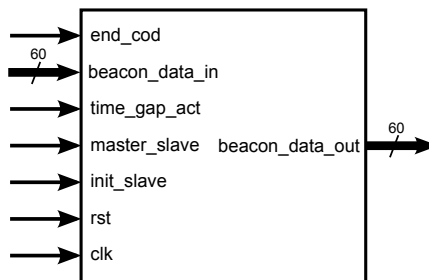 end_cod
60
beacon_data_in
time_gap_act
master_slave
beacon_data_out
60
init_slave
rst
clk